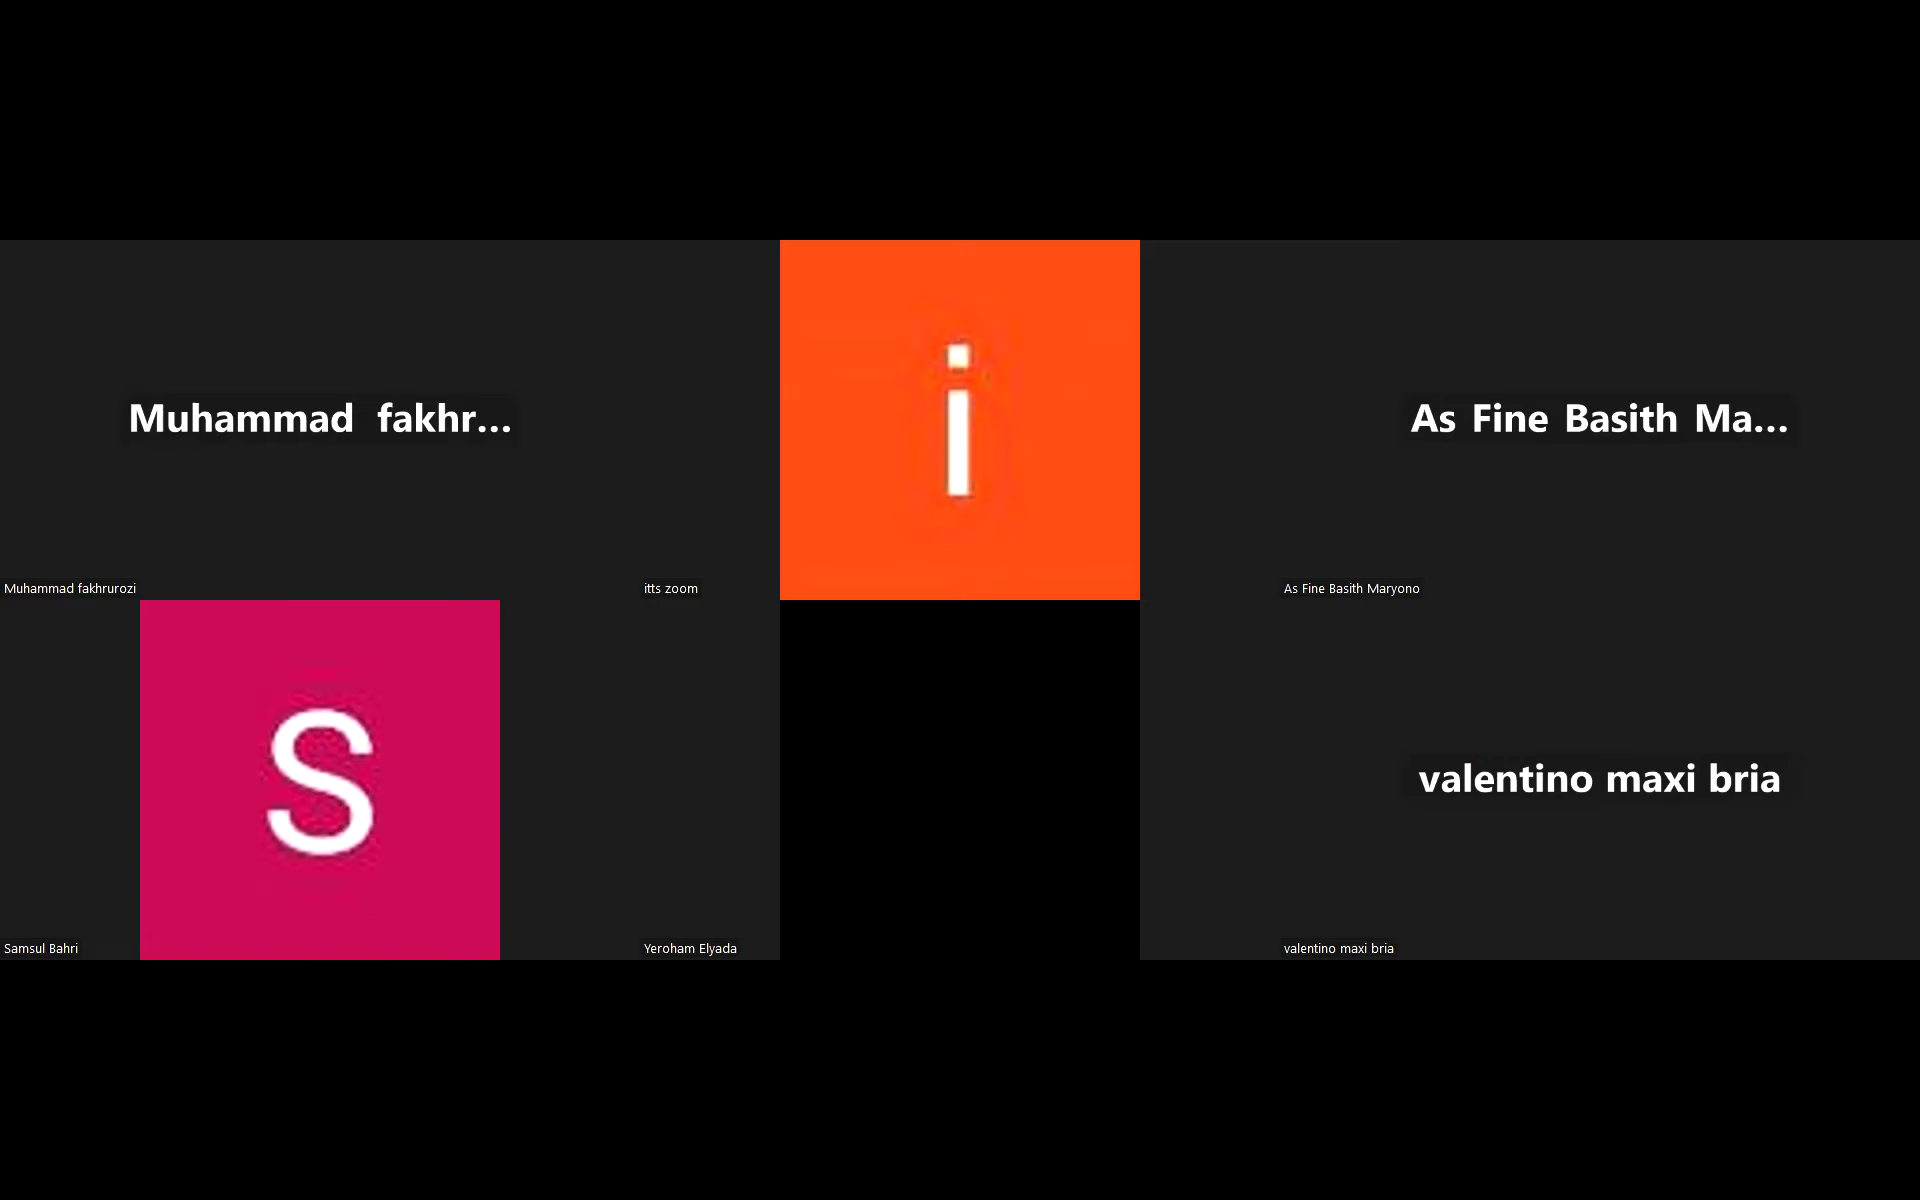 Muhammad fakhr...
i
As Fine Basith Ma...
Muhammad fakhrurozi
itts zoom
As Fine Basith Maryono
S
valentino maxi bria
Samsul Bahri
Yeroham Elyada
valentino maxi bria